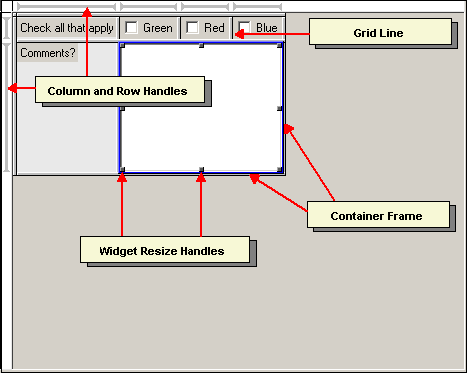 Check all that apply Green Red Blue
Grid Line
Comments?
Column and Row Handles
Container Frame
Widget Resize Handles